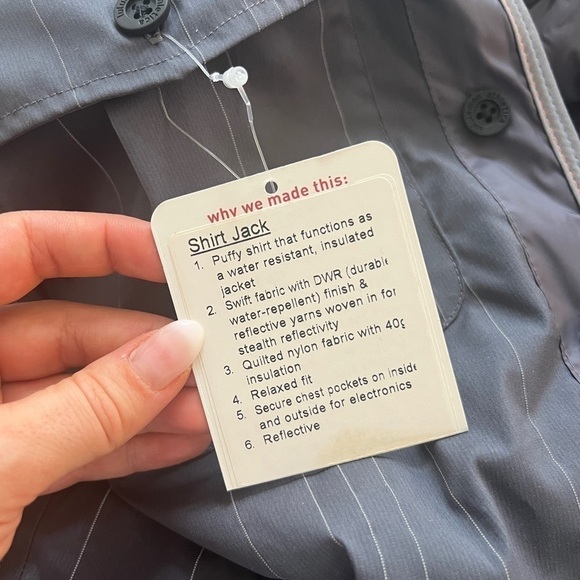 why we made this:
Shirt Jack
1. Puffy shirt that functions as
a water resistant, insulated
jacket
2. Swift fabric with DWR (durable
water-repellent) finish &
reflective yarns woven in for
stealth reflectivity
3. Quilted nylon fabric with 40g
insulation
4. Relaxed fit
5. Secure chest pockets on inside
and outside for electronics
6. Reflective